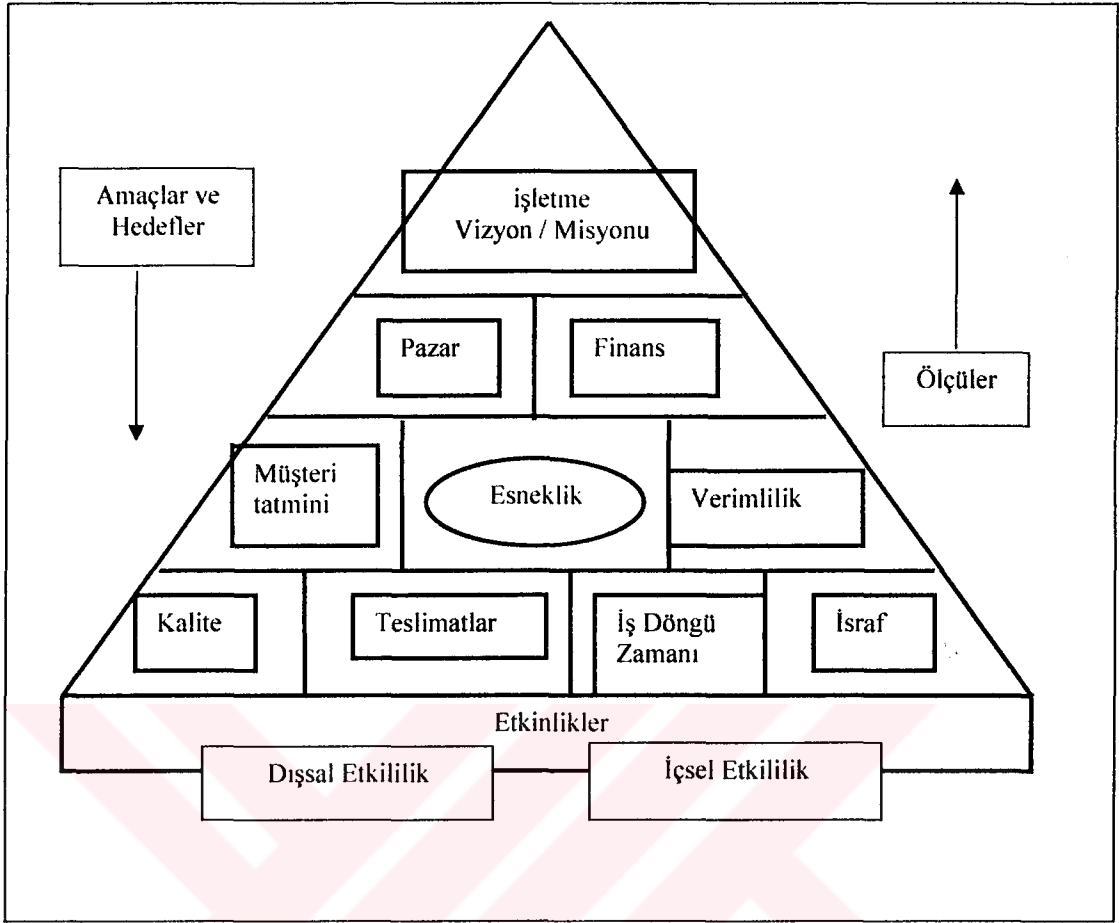 işletme
Vizyon / Misyonu
Amaçlar ve
Hedefler
Pazar
Finans
Ölçüler
Müşteri
tatmini
Esneklik
Verimlilik
Kalite
Teslimatlar
İş Döngü
Zamanı
İsraf
Etkinlikler
Dışsal Etkililik
İçsel Etkililik